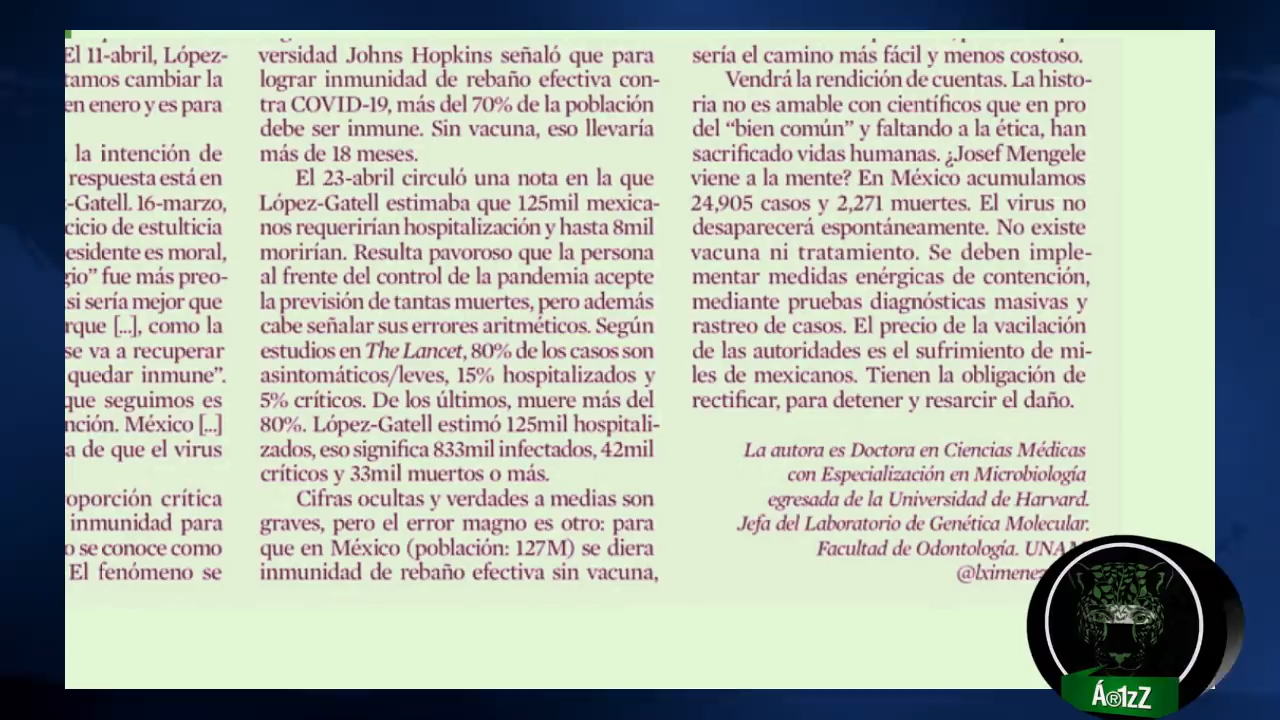 El 11-abril, López-
tamos cambiar la
en enero y es para
la intención de
respuesta está en
-Gatell. 16-marzo,
cicio de estulticia
esidente es moral,
gio” fue más preo-
si sería mejor que
rque [...], como la
se va a recuperar
quedar inmune”.
que seguimos es
nción. México [...]
a de que el virus
oporción crítica
inmunidad para
o se conoce como
El fenómeno se
versidad Johns Hopkins señaló que para
lograr inmunidad de rebaño efectiva con-
tra COVID-19, más del 70% de la población
debe ser inmune. Sin vacuna, eso llevaría
más de 18 meses.
El 23-abril circuló una nota en la que
López-Gatell estimaba que 125mil mexica-
nos requerirían hospitalización y hasta 8mil
morirían. Resulta pavoroso que la persona
al frente del control de la pandemia acepte
la previsión de tantas muertes, pero además
cabe señalar sus errores aritméticos. Según
estudios en The Lancet, 80% de los casos son
asintomáticos/leves, 15% hospitalizados y
5% críticos. De los últimos, muere más del
80%. López-Gatell estimó 125mil hospitali-
zados, eso significa 833mil infectados, 42mil
críticos y 33mil muertos o más.
Cifras ocultas y verdades a medias son
graves, pero el error magno es otro: para
que en México (población: 127M) se diera
inmunidad de rebaño efectiva sin vacuna,
sería el camino más fácil y menos costoso.
Vendrá la rendición de cuentas. La histo-
ria no es amable con científicos que en pro
del “bien común” y faltando a la ética, han
sacrificado vidas humanas. ¿Josef Mengele
viene a la mente? En México acumulamos
24,905 casos y 2,271 muertes. El virus no
desaparecerá espontáneamente. No existe
vacuna ni tratamiento. Se deben imple-
mentar medidas enérgicas de contención,
mediante pruebas diagnósticas masivas y
rastreo de casos. El precio de la vacilación
de las autoridades es el sufrimiento de mi-
les de mexicanos. Tienen la obligación de
rectificar, para detener y resarcir el daño.
La autora es Doctora en Ciencias Médicas
con Especialización en Microbiología
egresada de la Universidad de Harvard.
Jefa del Laboratorio de Genética Molecular.
Facultad de Odontología. UNAM
@lximenez
Á®1zZ